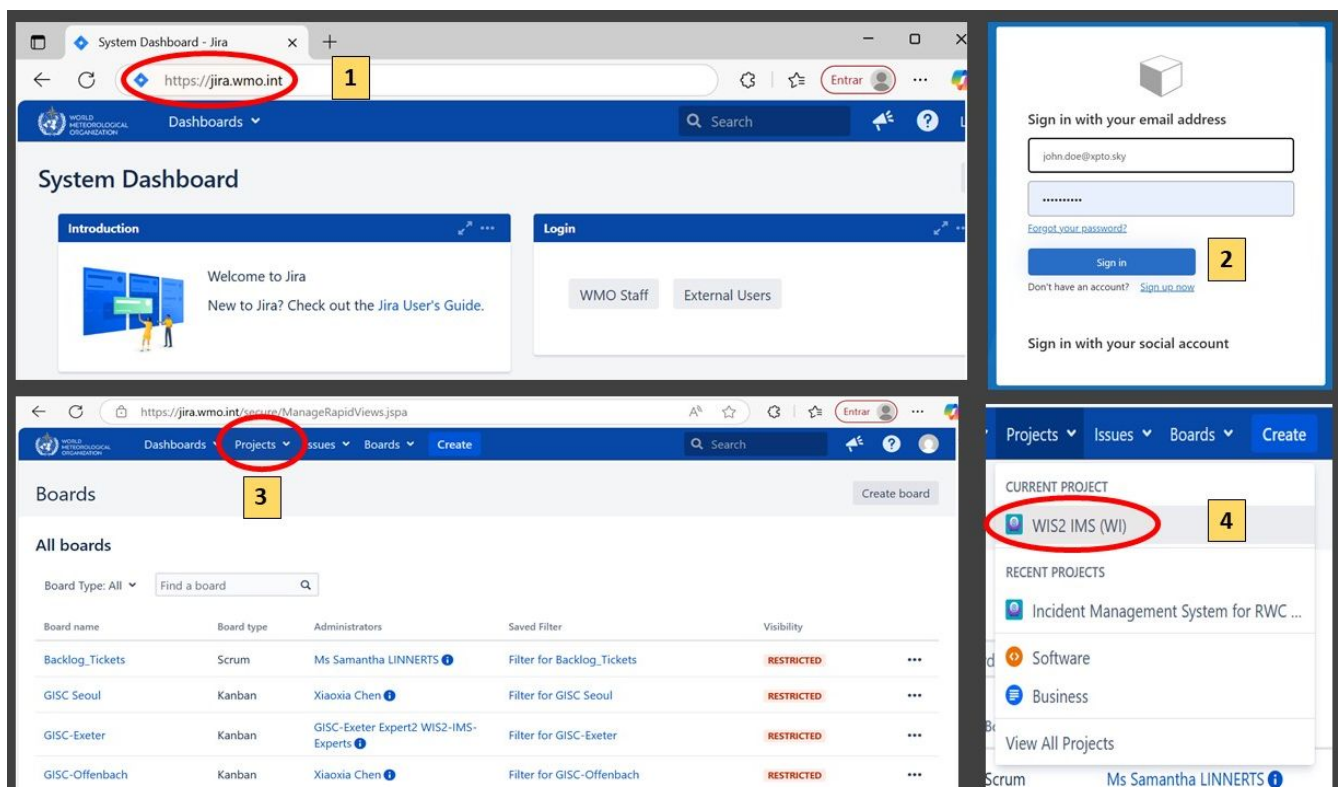 System Dashboard - Jira
https://jira.wmo.int
1
Entrar
WORLD
METEOROLOGICAL
ORGANIZATION
Dashboards
Search
System Dashboard
Introduction
Welcome to Jira
New to Jira? Check out the Jira User's Guide.
Login
WMO Staff External Users
Sign in with your email address
john.doe@xpto.sky
Forgot your password?
Sign in
2
Don't have an account? Sign up now
Sign in with your social account
https://jira.wmo.int/secure/ManageRapidViews.jspa
Entrar
WORLD
METEOROLOGICAL
ORGANIZATION
Dashboards Projects Issues Boards Create
Search
Boards
3
Create board
All boards
Board Type: All Find a board
Board name Board type Administrators Saved Filter Visibility
Backlog_Tickets Scrum Ms Samantha LINNERTS Filter for Backlog_Tickets RESTRICTED
GISC Seoul Kanban Xiaoxia Chen Filter for GISC Seoul RESTRICTED
GISC-Exeter Kanban GISC-Exeter Expert2 WIS2-IMS-
Experts Filter for GISC-Exeter RESTRICTED
GISC-Offenbach Kanban Xiaoxia Chen Filter for GISC-Offenbach RESTRICTED
Projects Issues Boards Create
CURRENT PROJECT
WIS2 IMS (WI)
4
RECENT PROJECTS
Incident Management System for RWC ...
Software
Business
View All Projects
Scrum Ms Samantha LINNERTS